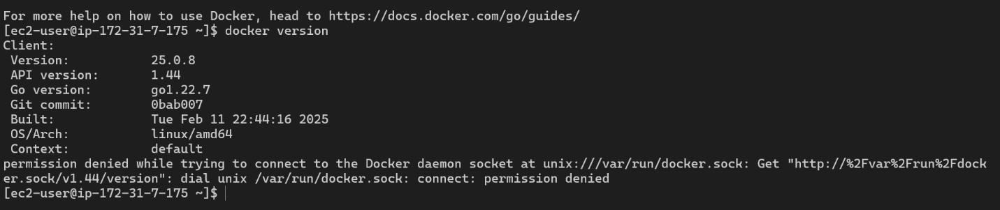 For more help on how to use Docker, head to https://docs.docker.com/go/guides/
[ec2-user@ip-172-31-7-175 ~]$ docker version
Client:
 Version:           25.0.8
 API version:       1.44
 Go version:        go1.22.7
 Git commit:        0bab007
 Built:             Tue Feb 11 22:44:16 2025
 OS/Arch:           linux/amd64
 Context:           default
permission denied while trying to connect to the Docker daemon socket at unix:///var/run/docker.sock: Get "http://%2Fvar%2Frun%2Fdock
er.sock/v1.44/version": dial unix /var/run/docker.sock: connect: permission denied
[ec2-user@ip-172-31-7-175 ~]$